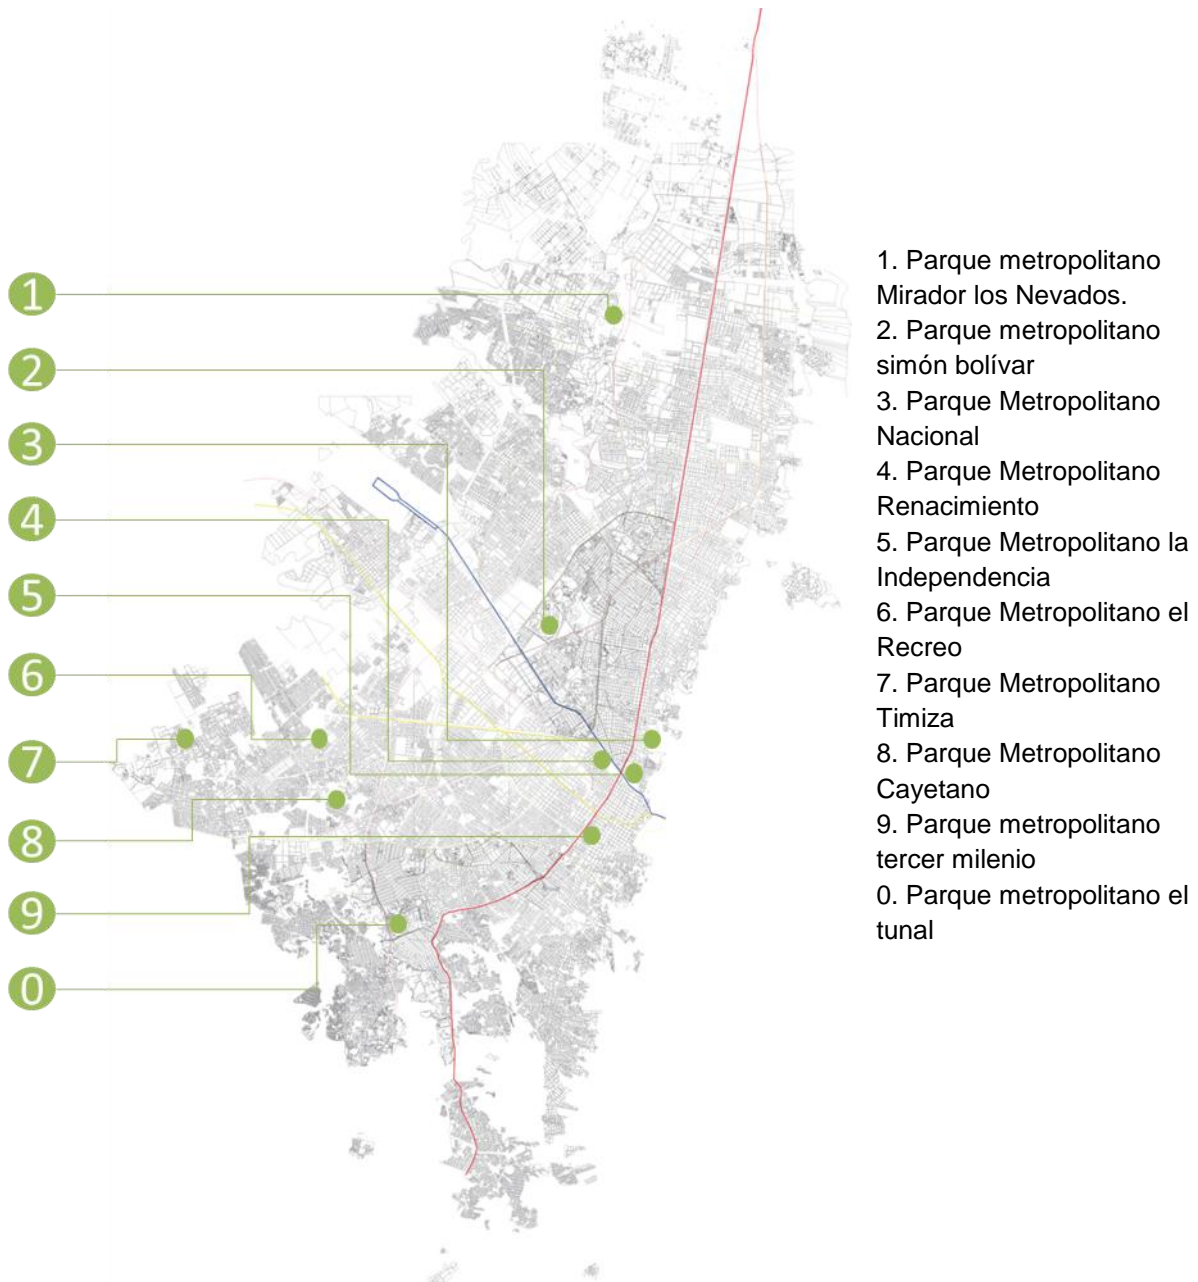 1
2
3
4
5
6
7
8
9
0
1. Parque metropolitano
Mirador los Nevados.
2. Parque metropolitano
simón bolívar
3. Parque Metropolitano
Nacional
4. Parque Metropolitano
Renacimiento
5. Parque Metropolitano la
Independencia
6. Parque Metropolitano el
Recreo
7. Parque Metropolitano
Timiza
8. Parque Metropolitano
Cayetano
9. Parque metropolitano
tercer milenio
0. Parque metropolitano el
tunal